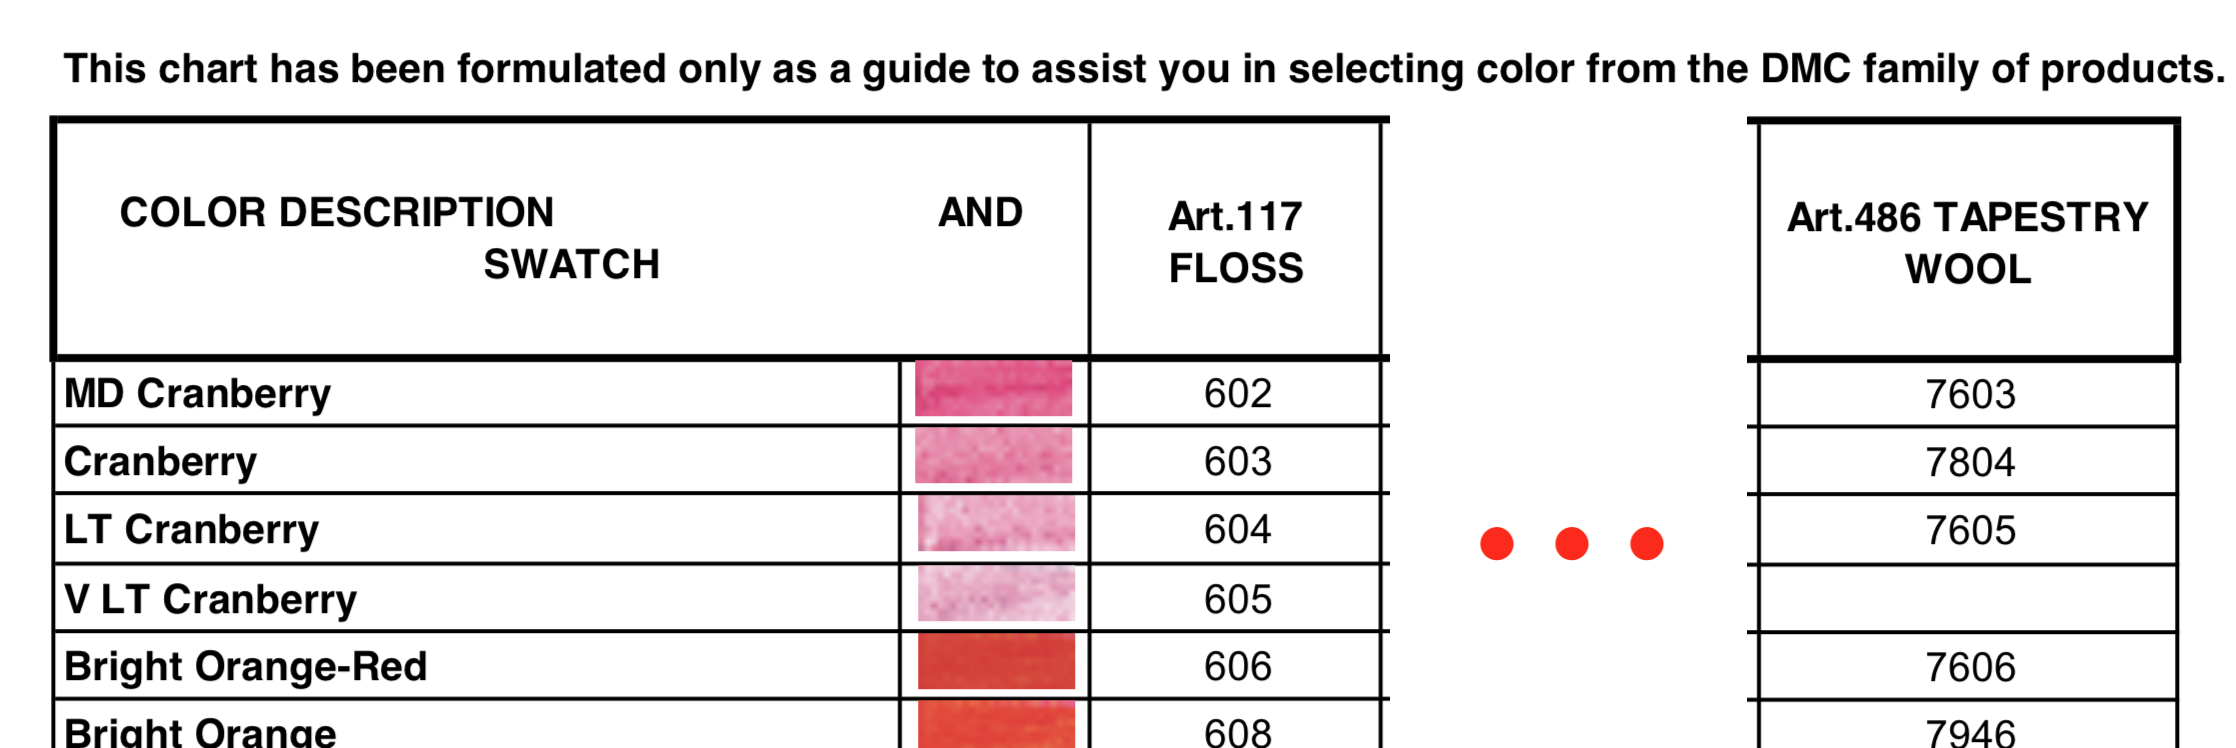 This chart has been formulated only as a guide to assist you in selecting color from the DMC family of products.
COLOR DESCRIPTION AND
SWATCH
Art.117
FLOSS
Art.486 TAPESTRY
WOOL
MD Cranberry 602 7603
Cranberry 603 7804
LT Cranberry 604 7605
V LT Cranberry 605
Bright Orange-Red 606 7606
Bright Orange 608 7946